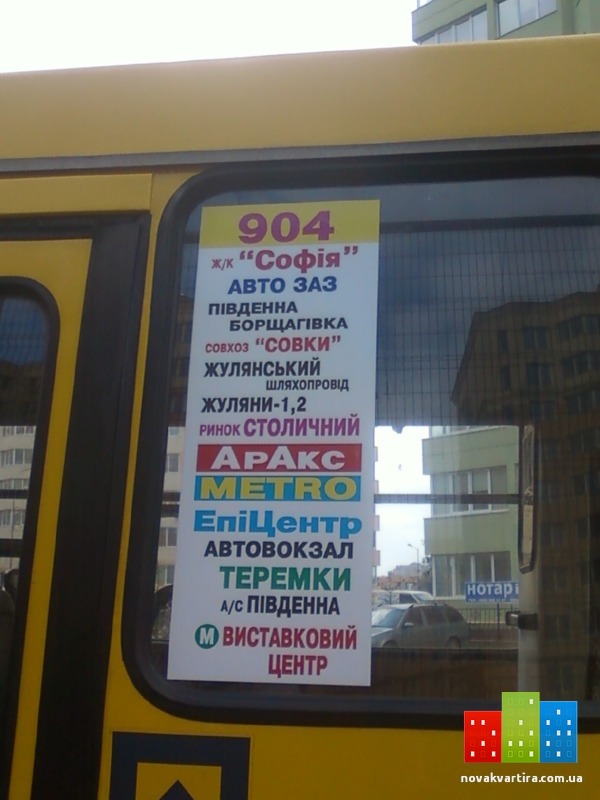 904
Ж/К "Софія"
АВТО ЗАЗ
ПІВДЕННА
БОРЩАГІВКА
СОВХОЗ "СОВКИ"
ЖУЛЯНСЬКИЙ
ШЛЯХОПРОВІД
ЖУЛЯНИ-1,2
РИНОК СТОЛИЧНИЙ
АрАкс
METRO
ЕпіЦентр
АВТОВОКЗАЛ
ТЕРЕМКИ
А/С ПІВДЕННА
М ВИСТАВКОВИЙ
ЦЕНТР
НОТАРІ
novakvartira.com.ua